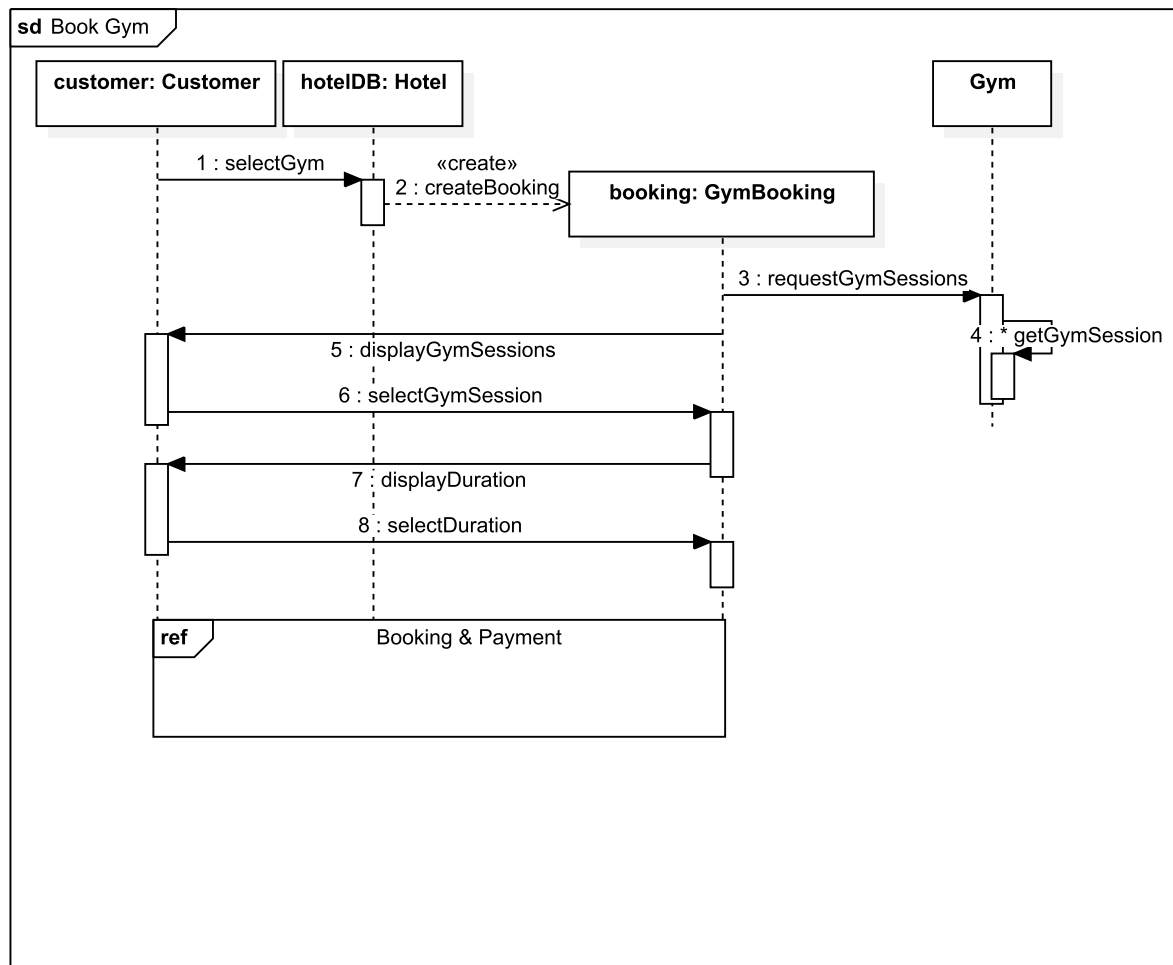 sd Book Gym
customer: Customer
hotelDB: Hotel
Gym
1 : selectGym
«create»
2 : createBooking
booking: GymBooking
3 : requestGymSessions
4 : * getGymSession
5 : displayGymSessions
6 : selectGymSession
7 : displayDuration
8 : selectDuration
ref
Booking & Payment